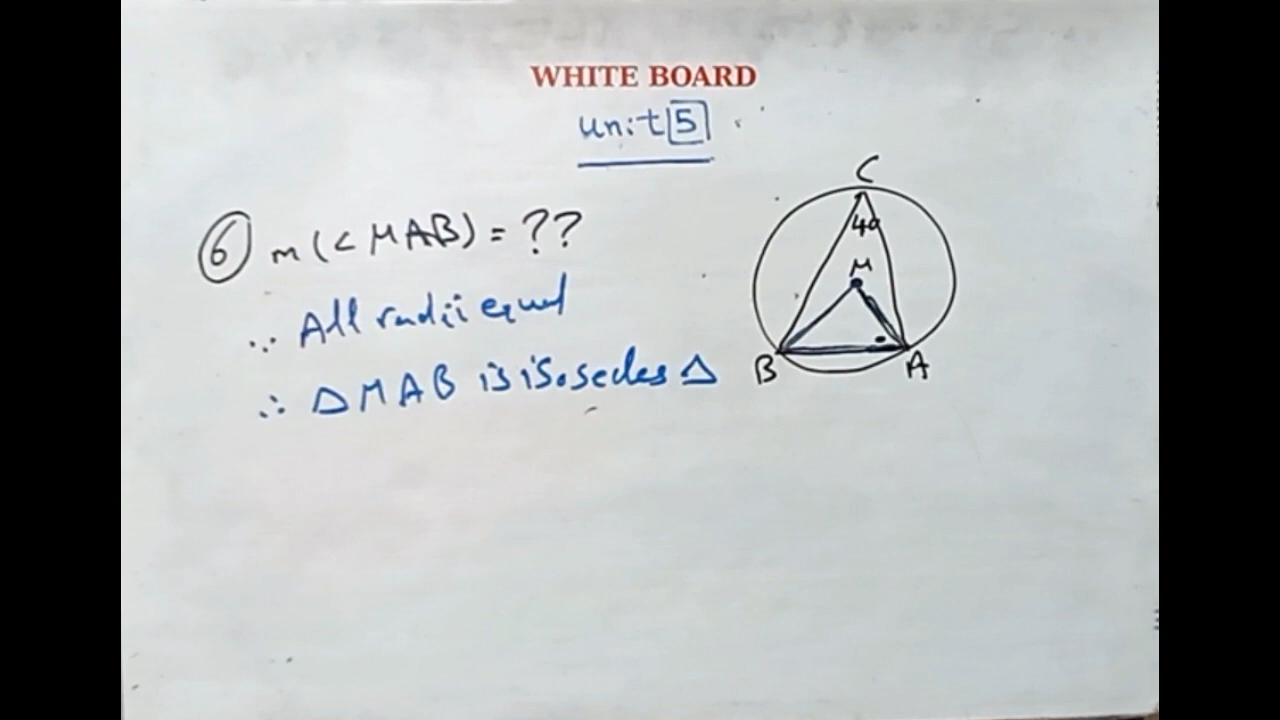 WHITE BOARD
unit 5
⑥ m(<MAB) = ??
∵ All radii equal
∴ Δ MAB is isosceles Δ
C
40
M
B
A